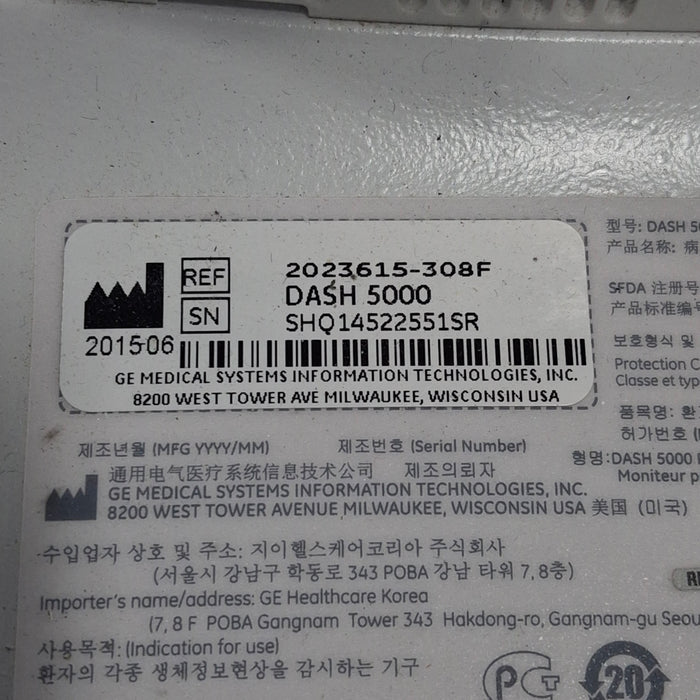 REF 2023615-308F
DASH 5000
SN SHQ14522551SR
2015-06
GE MEDICAL SYSTEMS INFORMATION TECHNOLOGIES, INC.
8200 WEST TOWER AVE MILWAUKEE, WISCONSIN USA
型号: DASH
产品名称: 病
SFDA 注册号
产品标准编号
보호형식 및
Protection
Classe et
품목명: 환
허가번호
형명:DASH 5000
Moniteur
제조년월 (MFG YYYY/MM) 제조번호 (Serial Number)
通用电气医疗系统信息技术公司 제조의뢰자
GE MEDICAL SYSTEMS INFORMATION TECHNOLOGIES, INC.
8200 WEST TOWER AVENUE MILWAUKEE, WISCONSIN USA 美国 (미국)
수입업자 상호 및 주소: 지이헬스케어코리아 주식회사
(서울시 강남구 학동로 343 POBA 강남 타워 7, 8층)
Importer's name/address: GE Healthcare Korea
(7, 8 F POBA Gangnam Tower 343 Hakdong-ro, Gangnam-gu Seou
사용목적: (Indication for use)
환자의 각종 생체정보현상을 감시하는 기구
20